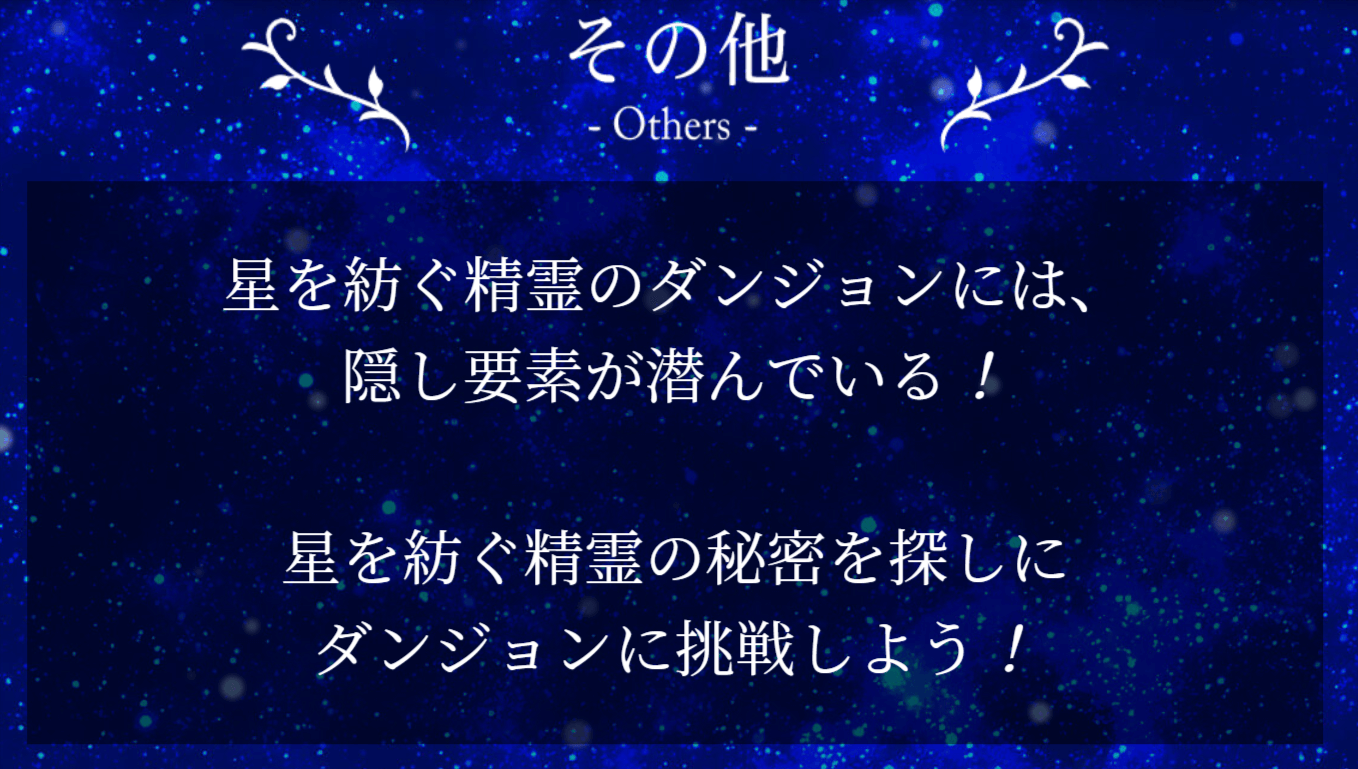 その他
- Others -
星を紡ぐ精霊のダンジョンには、
隠し要素が潜んでいる！
星を紡ぐ精霊の秘密を探しに
ダンジョンに挑戦しよう！